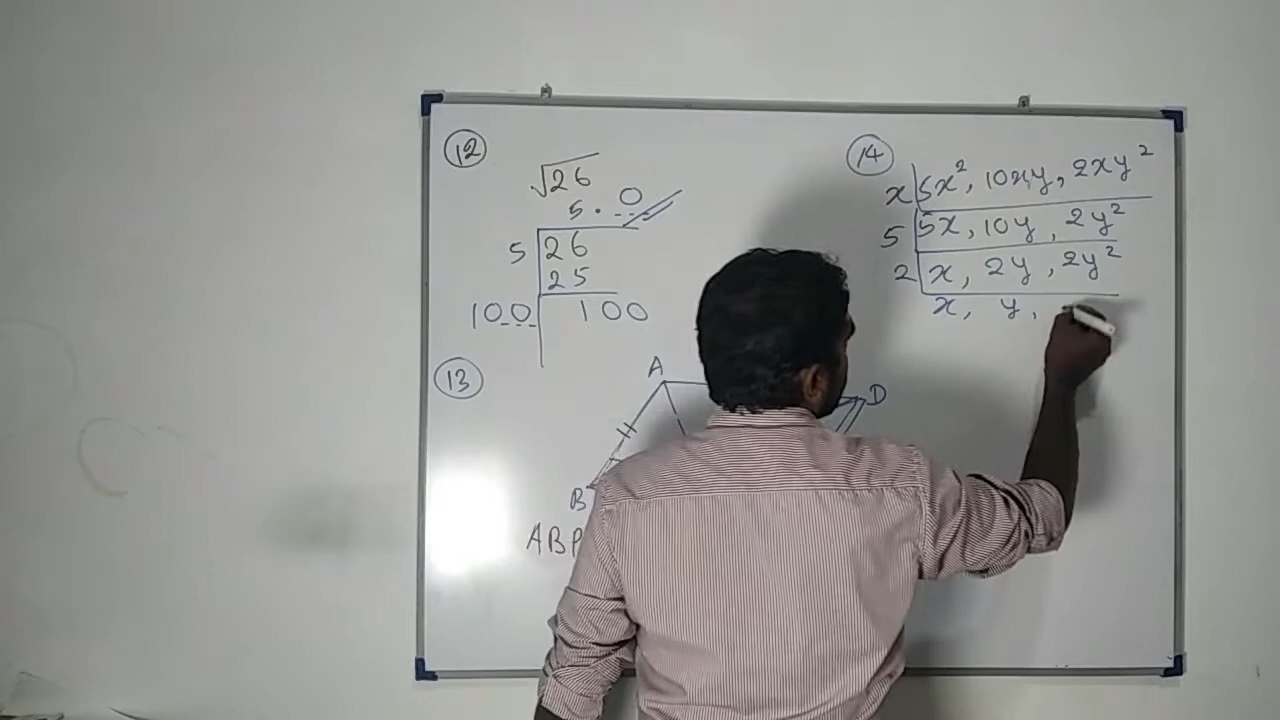 12
√26
5.0
5 26
25
100 100
13
A
D
B
ABP
14
x 5x², 10xy, 2xy²
5 5x, 10y, 2y²
2 x, 2y, 2y²
x, y,